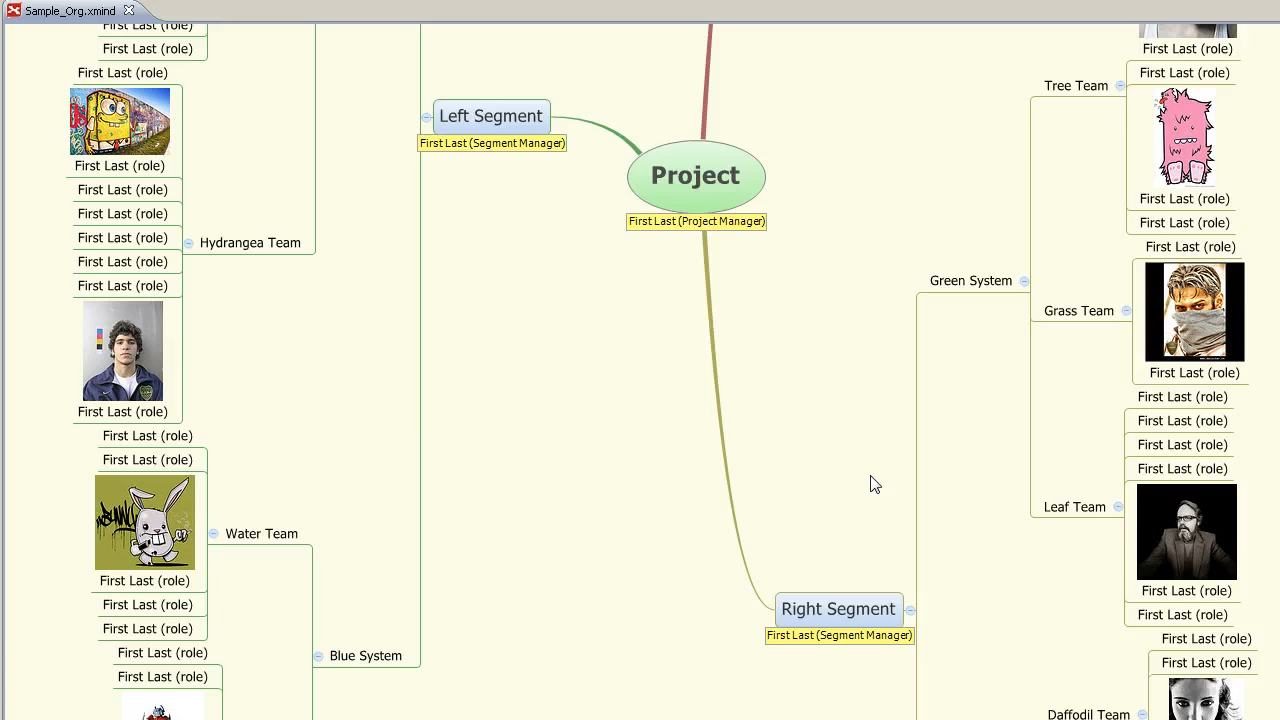 Sample_Org.xmind
First Last (role)
First Last (role)
First Last (role)
First Last (role)
First Last (role)
First Last (role)
First Last (role)
First Last (role)
First Last (role)
First Last (role)
Hydrangea Team
First Last (role)
First Last (role)
First Last (role)
First Last (role)
First Last (role)
Water Team
First Last (role)
First Last (role)
Blue System
Left Segment
First Last (Segment Manager)
Project
First Last (Project Manager)
Right Segment
First Last (Segment Manager)
Green System
First Last (role)
First Last (role)
Tree Team
First Last (role)
First Last (role)
First Last (role)
Grass Team
First Last (role)
First Last (role)
First Last (role)
First Last (role)
First Last (role)
Leaf Team
First Last (role)
First Last (role)
First Last (role)
First Last (role)
Daffodil Team